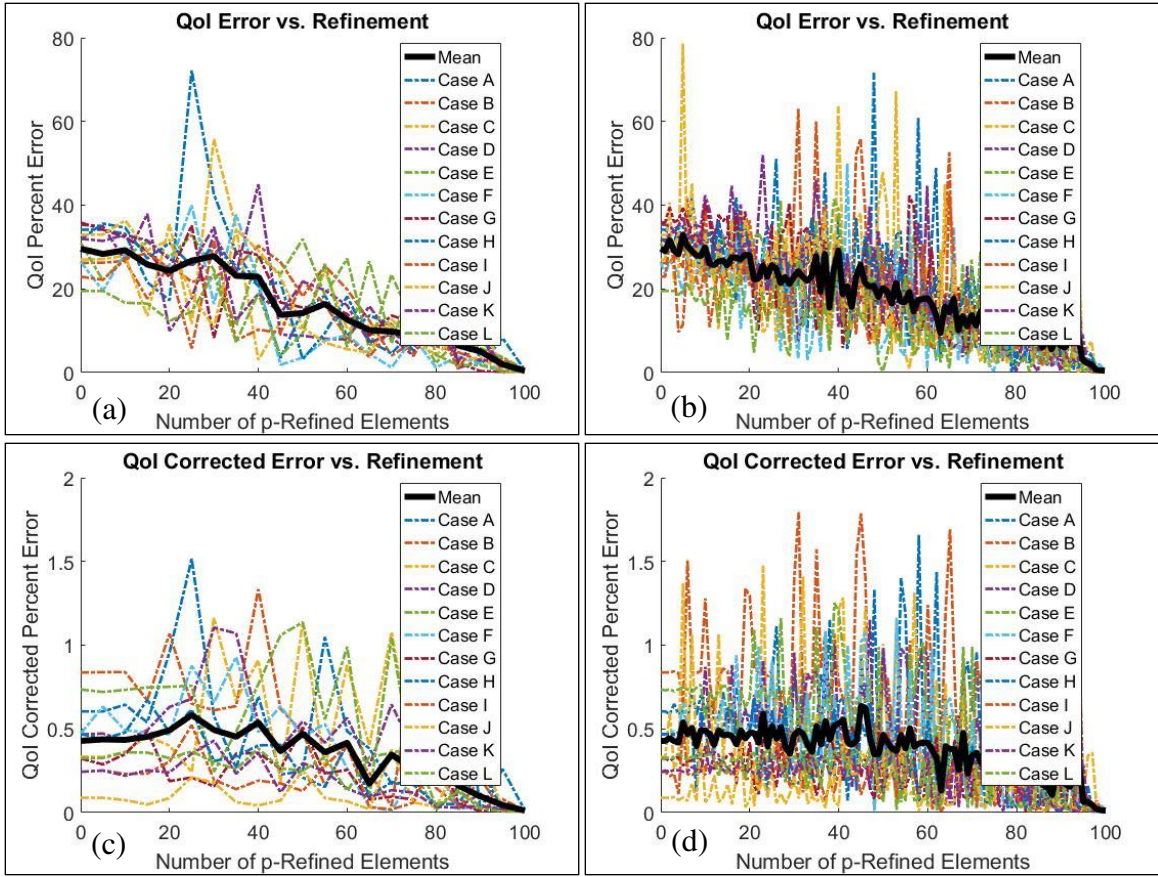 QoI Error vs. Refinement
80
60
40
20
0
QoI Percent Error
0 20 40 60 80 100
Number of p-Refined Elements
(a)
Mean
Case A
Case B
Case C
Case D
Case E
Case F
Case G
Case H
Case I
Case J
Case K
Case L
QoI Error vs. Refinement
80
60
40
20
0
QoI Percent Error
0 20 40 60 80 100
Number of p-Refined Elements
(b)
Mean
Case A
Case B
Case C
Case D
Case E
Case F
Case G
Case H
Case I
Case J
Case K
Case L
QoI Corrected Error vs. Refinement
2
1.5
1
0.5
0
QoI Corrected Percent Error
0 20 40 60 80 100
Number of p-Refined Elements
(c)
Mean
Case A
Case B
Case C
Case D
Case E
Case F
Case G
Case H
Case I
Case J
Case K
Case L
QoI Corrected Error vs. Refinement
2
1.5
1
0.5
0
QoI Corrected Percent Error
0 20 40 60 80 100
Number of p-Refined Elements
(d)
Mean
Case A
Case B
Case C
Case D
Case E
Case F
Case G
Case H
Case I
Case J
Case K
Case L